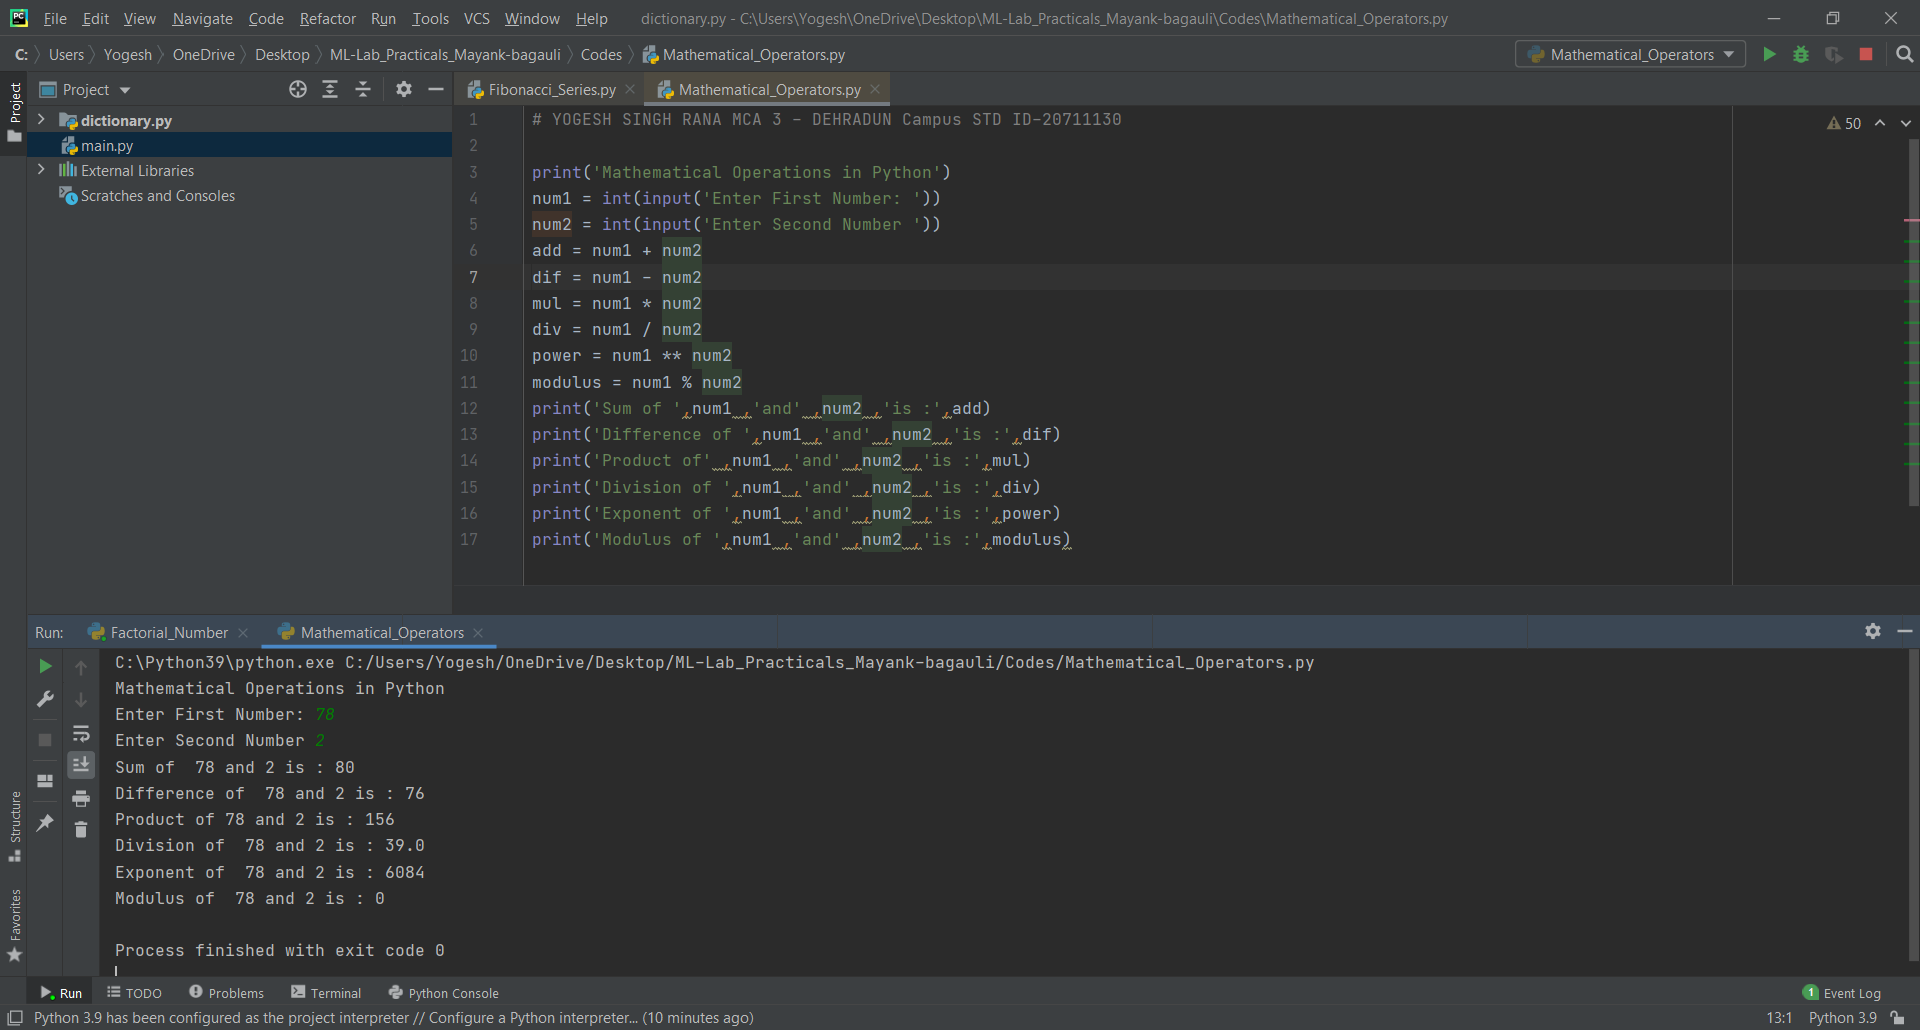 File Edit View Navigate Code Refactor Run Tools VCS Window Help dictionary.py - C:\Users\Yogesh\OneDrive\Desktop\ML-Lab_Practicals_Mayank-bagauli\Codes\Mathematical_Operators.py
C: Users Yogesh OneDrive Desktop ML-Lab_Practicals_Mayank-bagauli Codes Mathematical_Operators.py Mathematical_Operators
Project
Project
Fibonacci_Series.py Mathematical_Operators.py
dictionary.py
main.py
External Libraries
Scratches and Consoles
50
1 # YOGESH SINGH RANA MCA 3 - DEHRADUN Campus STD ID-20711130
2
3 print('Mathematical Operations in Python')
4 num1 = int(input('Enter First Number: '))
5 num2 = int(input('Enter Second Number '))
6 add = num1 + num2
7 dif = num1 - num2
8 mul = num1 * num2
9 div = num1 / num2
10 power = num1 ** num2
11 modulus = num1 % num2
12 print('Sum of ',num1 ,'and' ,num2 ,'is :',add)
13 print('Difference of ',num1 ,'and' ,num2 ,'is :',dif)
14 print('Product of' ,num1 ,'and' ,num2 ,'is :',mul)
15 print('Division of ',num1 ,'and' ,num2 ,'is :',div)
16 print('Exponent of ',num1 ,'and' ,num2 ,'is :',power)
17 print('Modulus of ',num1 ,'and' ,num2 ,'is :',modulus)
Run: Factorial_Number Mathematical_Operators
C:\Python39\python.exe C:/Users/Yogesh/OneDrive/Desktop/ML-Lab_Practicals_Mayank-bagauli/Codes/Mathematical_Operators.py
Mathematical Operations in Python
Enter First Number: 78
Enter Second Number 2
Sum of  78 and 2 is : 80
Difference of  78 and 2 is : 76
Product of 78 and 2 is : 156
Division of  78 and 2 is : 39.0
Exponent of  78 and 2 is : 6084
Modulus of  78 and 2 is : 0
Process finished with exit code 0
Structure
Favorites
Run TODO Problems Terminal Python Console 1 Event Log
Python 3.9 has been configured as the project interpreter // Configure a Python interpreter... (10 minutes ago) 13:1 Python 3.9